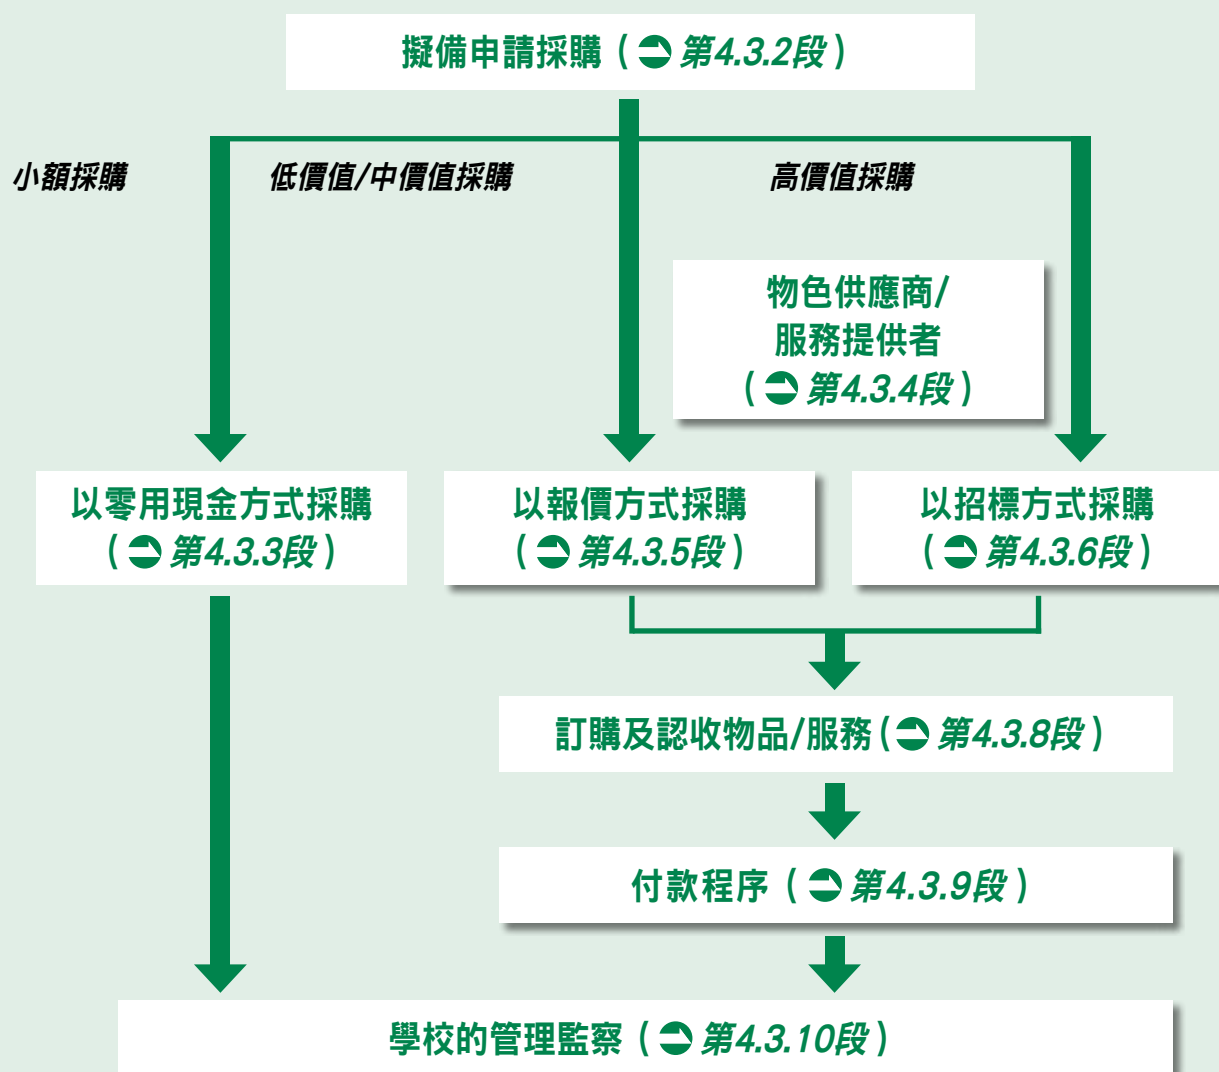 擬備申請採購（第4.3.2段）
小額採購
低價值/中價值採購
高價值採購
物色供應商/
服務提供者
（第4.3.4段）
以零用現金方式採購
（第4.3.3段）
以報價方式採購
（第4.3.5段）
以招標方式採購
（第4.3.6段）
訂購及認收物品/服務（第4.3.8段）
付款程序（第4.3.9段）
學校的管理監察（第4.3.10段）